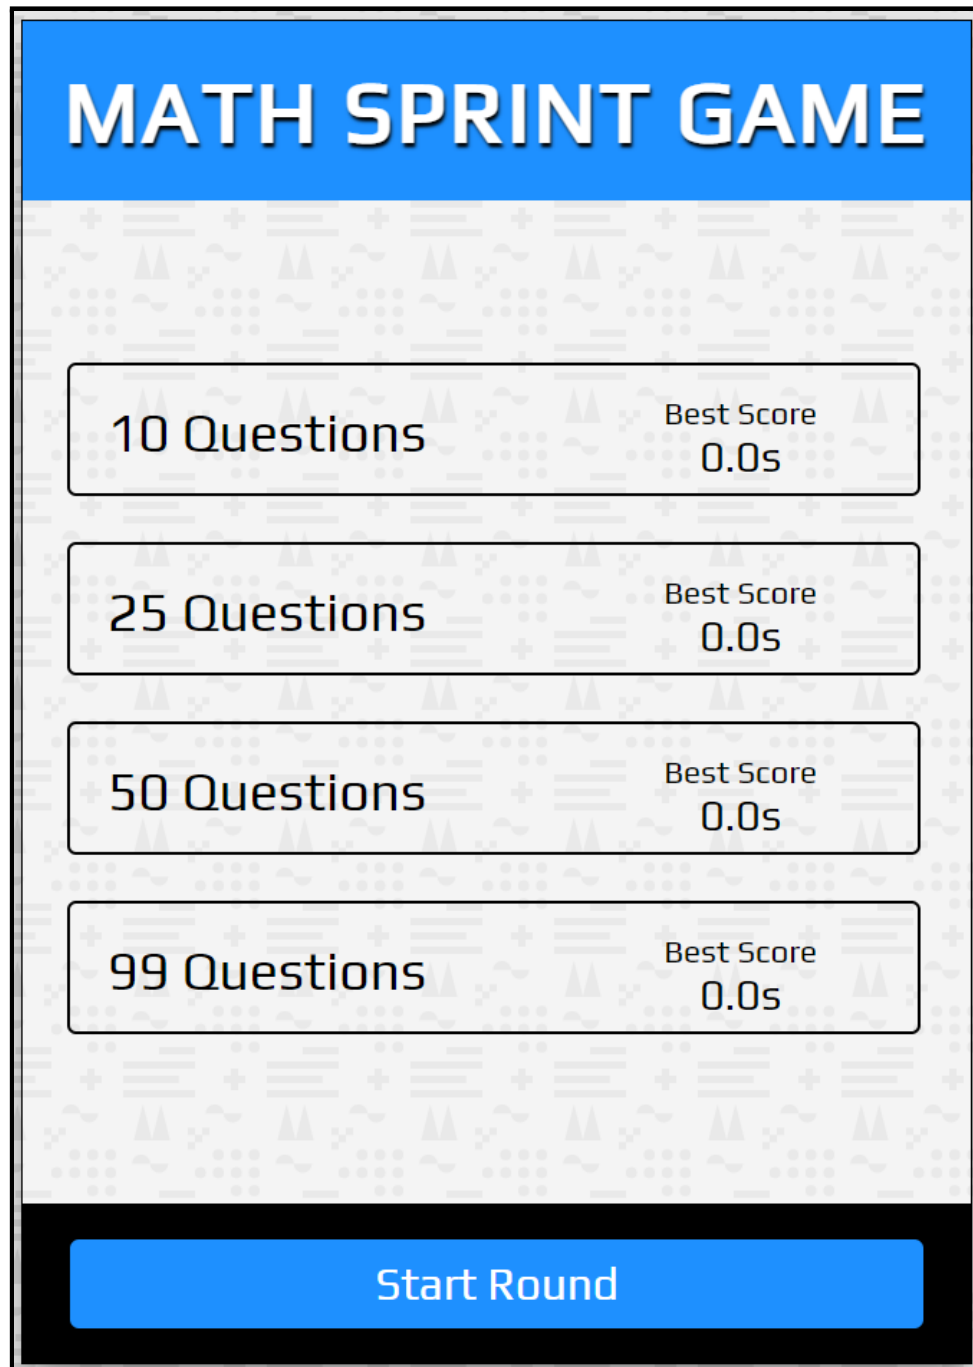 MATH SPRINT GAME
10 Questions
Best Score
0.0s
25 Questions
Best Score
0.0s
50 Questions
Best Score
0.0s
99 Questions
Best Score
0.0s
Start Round